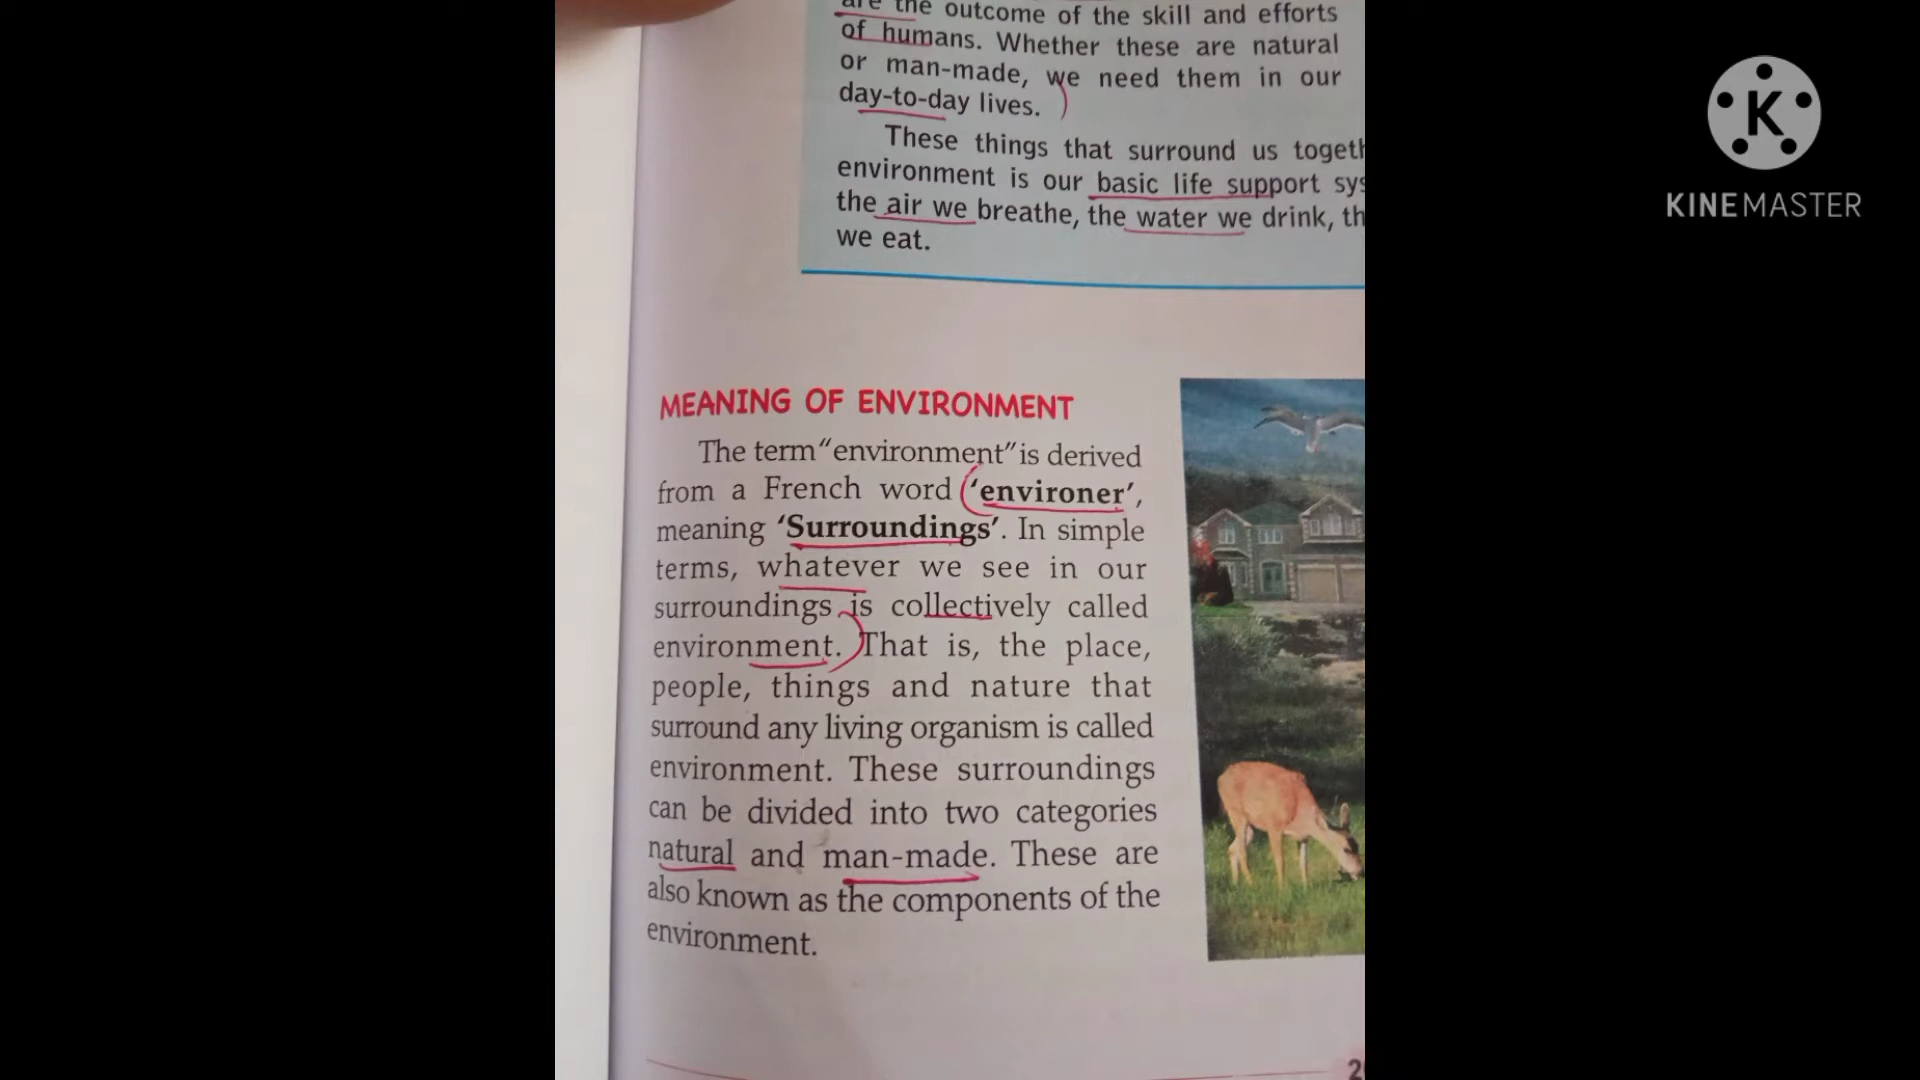 are the outcome of the skill and efforts
of humans. Whether these are natural
or man-made, we need them in our
day-to-day lives.
These things that surround us
environment is our basic life support
the air we breathe, the water we drink,
we eat.
KINEMASTER
MEANING OF ENVIRONMENT
The term "environment" is derived
from a French word 'environer',
meaning 'Surroundings'. In simple
terms, whatever we see in our
surroundings is collectively called
environment. That is, the place,
people, things and nature that
surround any living organism is called
environment. These surroundings
can be divided into two categories
natural and man-made. These are
also known as the components of the
environment.